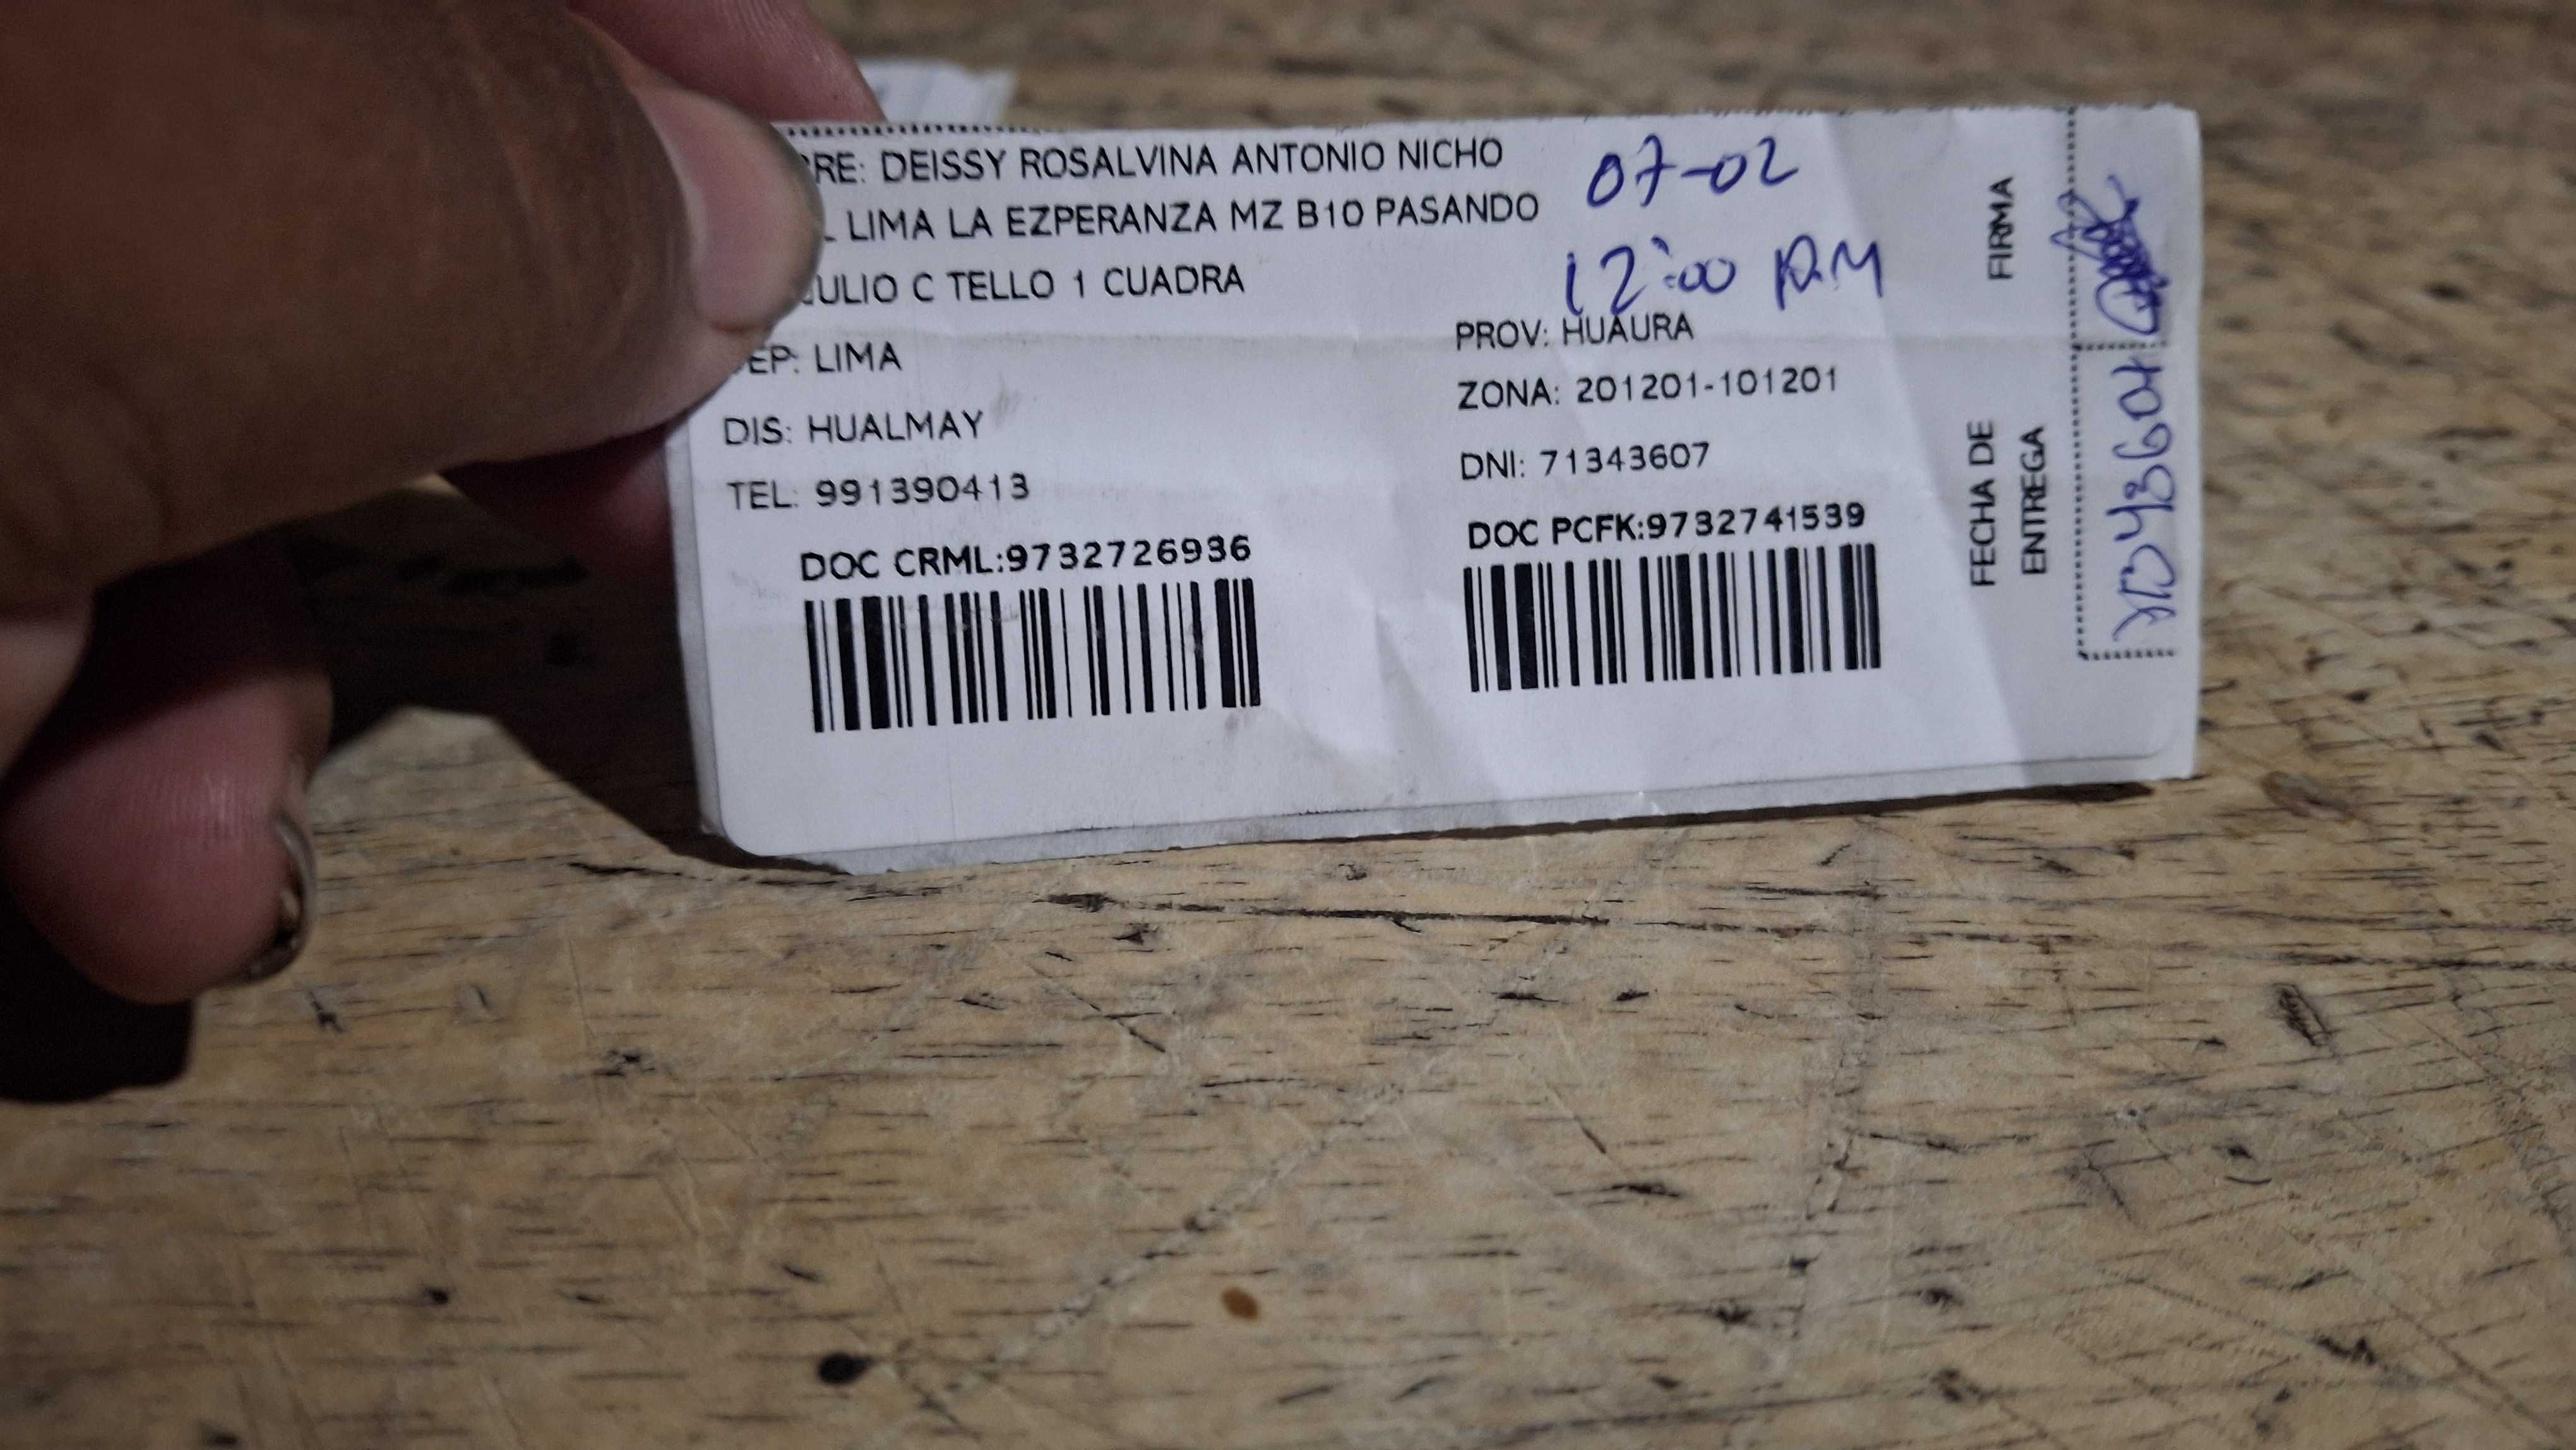 RE: DEISSY ROSALVINA ANTONIO NICHO
L LIMA LA EZPERANZA MZ B10 PASANDO
JULIO C TELLO 1 CUADRA
07-02
12:00 P.M
EP: LIMA
PROV: HUAURA
ZONA: 201201-101201
DIS: HUALMAY
DNI: 71343607
TEL: 991390413
DOC CRML:9732726936
DOC PCFK:9732741539
FIRMA
FECHA DE
ENTREGA